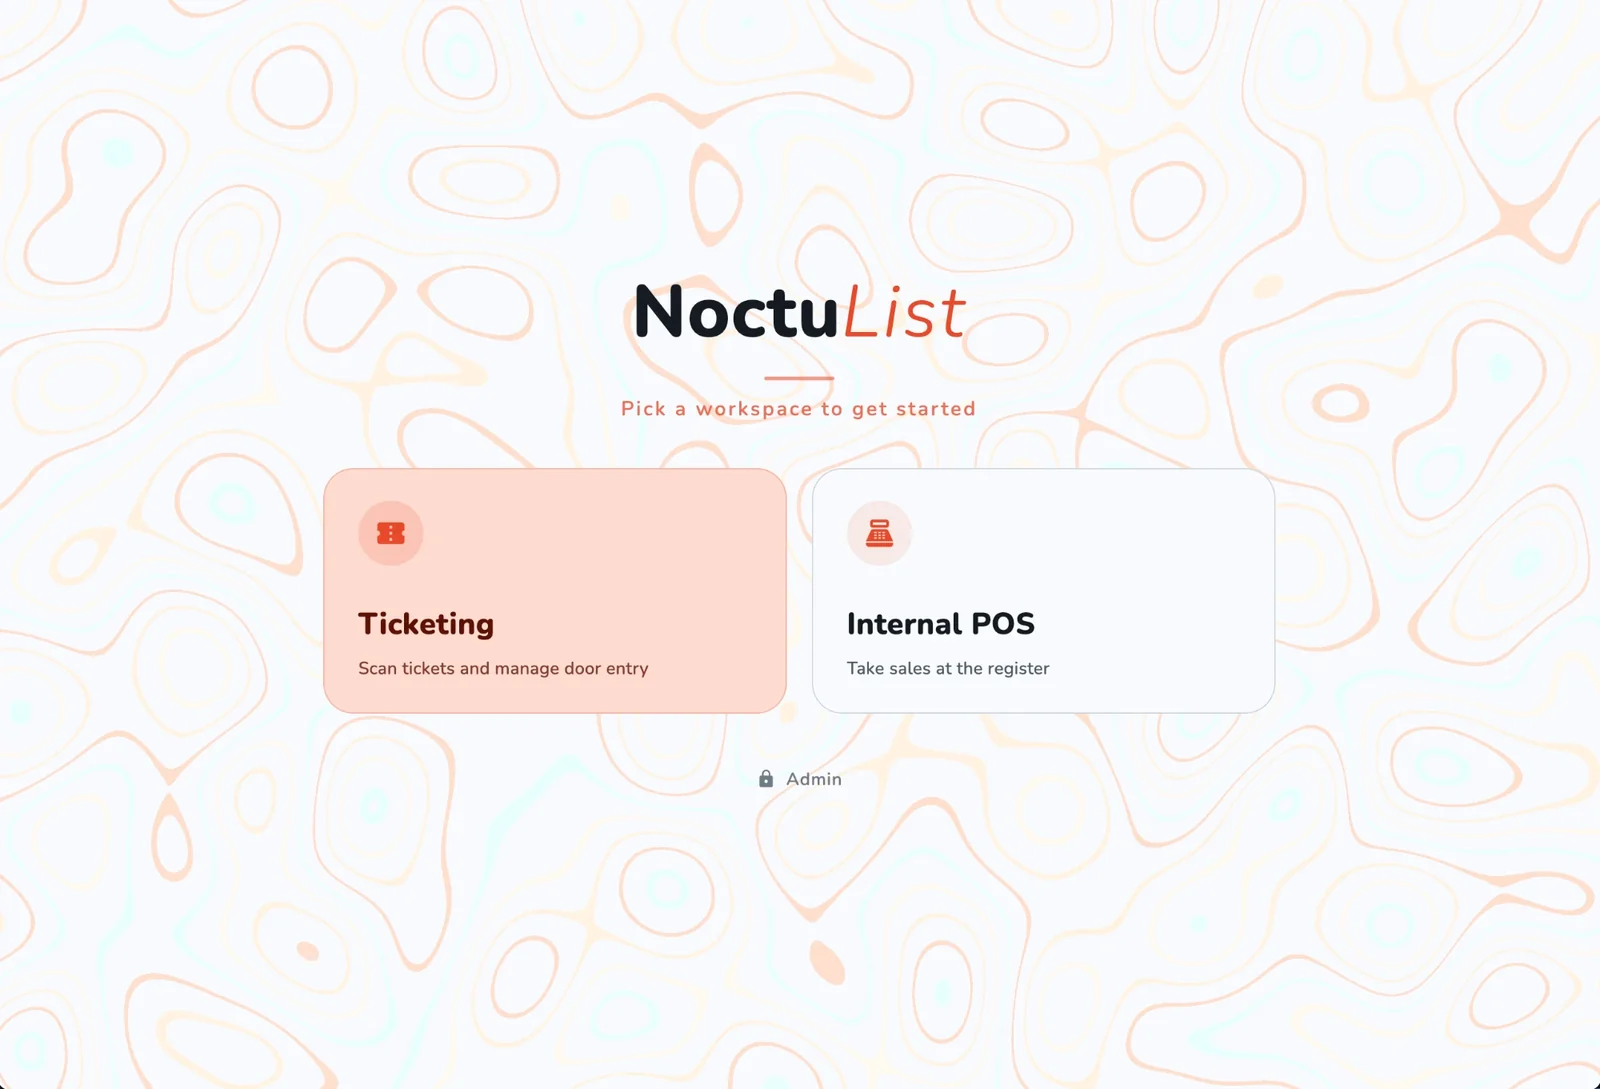 NoctuList
Pick a workspace to get started
Ticketing
Scan tickets and manage door entry
Internal POS
Take sales at the register
Admin